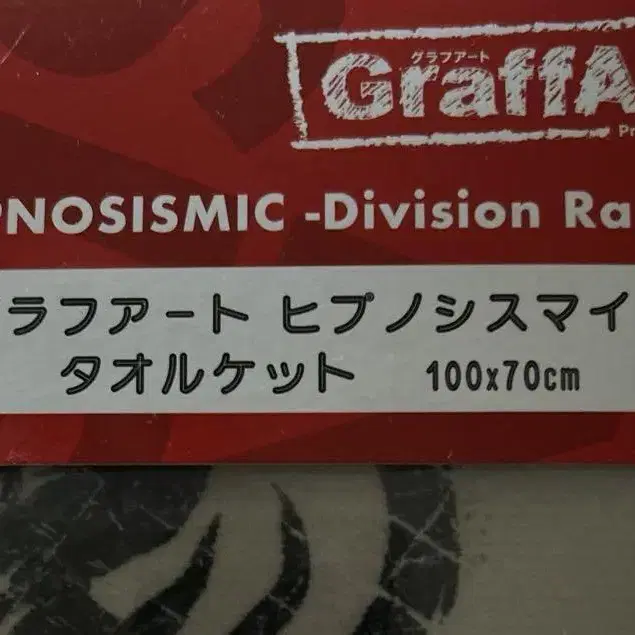 グラフアート
GraffA
Pr
PNOSISMIC -Division Ra
ラフアート ヒプノシスマイ
タオルケット 100x70cm